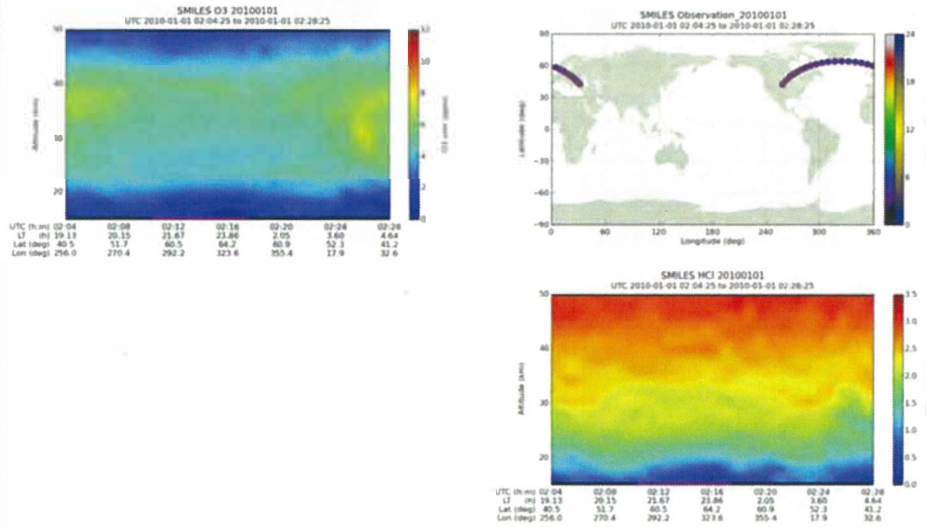 SMILES O3 20100101
UTC 2010-01-01 02:04:25 to 2010-01-01 02:28:25
50
40
30
20
Altitude (km)
12
10
8
6
4
2
0
UTC (h:m) 02:04 02:08 02:12 02:16 02:20 02:24 02:28
LT (h) 19.13 20.15 21.67 23.86 2.05 3.60 4.64
Lat (deg) 40.5 51.7 60.5 64.2 60.9 52.3 41.2
Lon (deg) 256.0 270.4 292.2 323.6 355.4 17.9 32.6
SMILES Observation_20100101
UTC 2010-01-01 02:04:25 to 2010-01-01 02:28:25
90
60
30
0
−30
−60
−90
Latitude (deg)
0 60 120 180 240 300 360
Longitude (deg)
24
18
12
6
0
SMILES HCl 20100101
UTC 2010-01-01 02:04:25 to 2010-01-01 02:28:25
50
40
30
20
Altitude (km)
3.5
3.0
2.5
2.0
1.5
1.0
0.5
0.0
UTC (h:m) 02:04 02:08 02:12 02:16 02:20 02:24 02:28
LT (h) 19.13 20.15 21.67 23.86 2.05 3.60 4.64
Lat (deg) 40.5 51.7 60.5 64.2 60.9 52.3 41.2
Lon (deg) 256.0 270.4 292.2 323.6 355.4 17.9 32.6